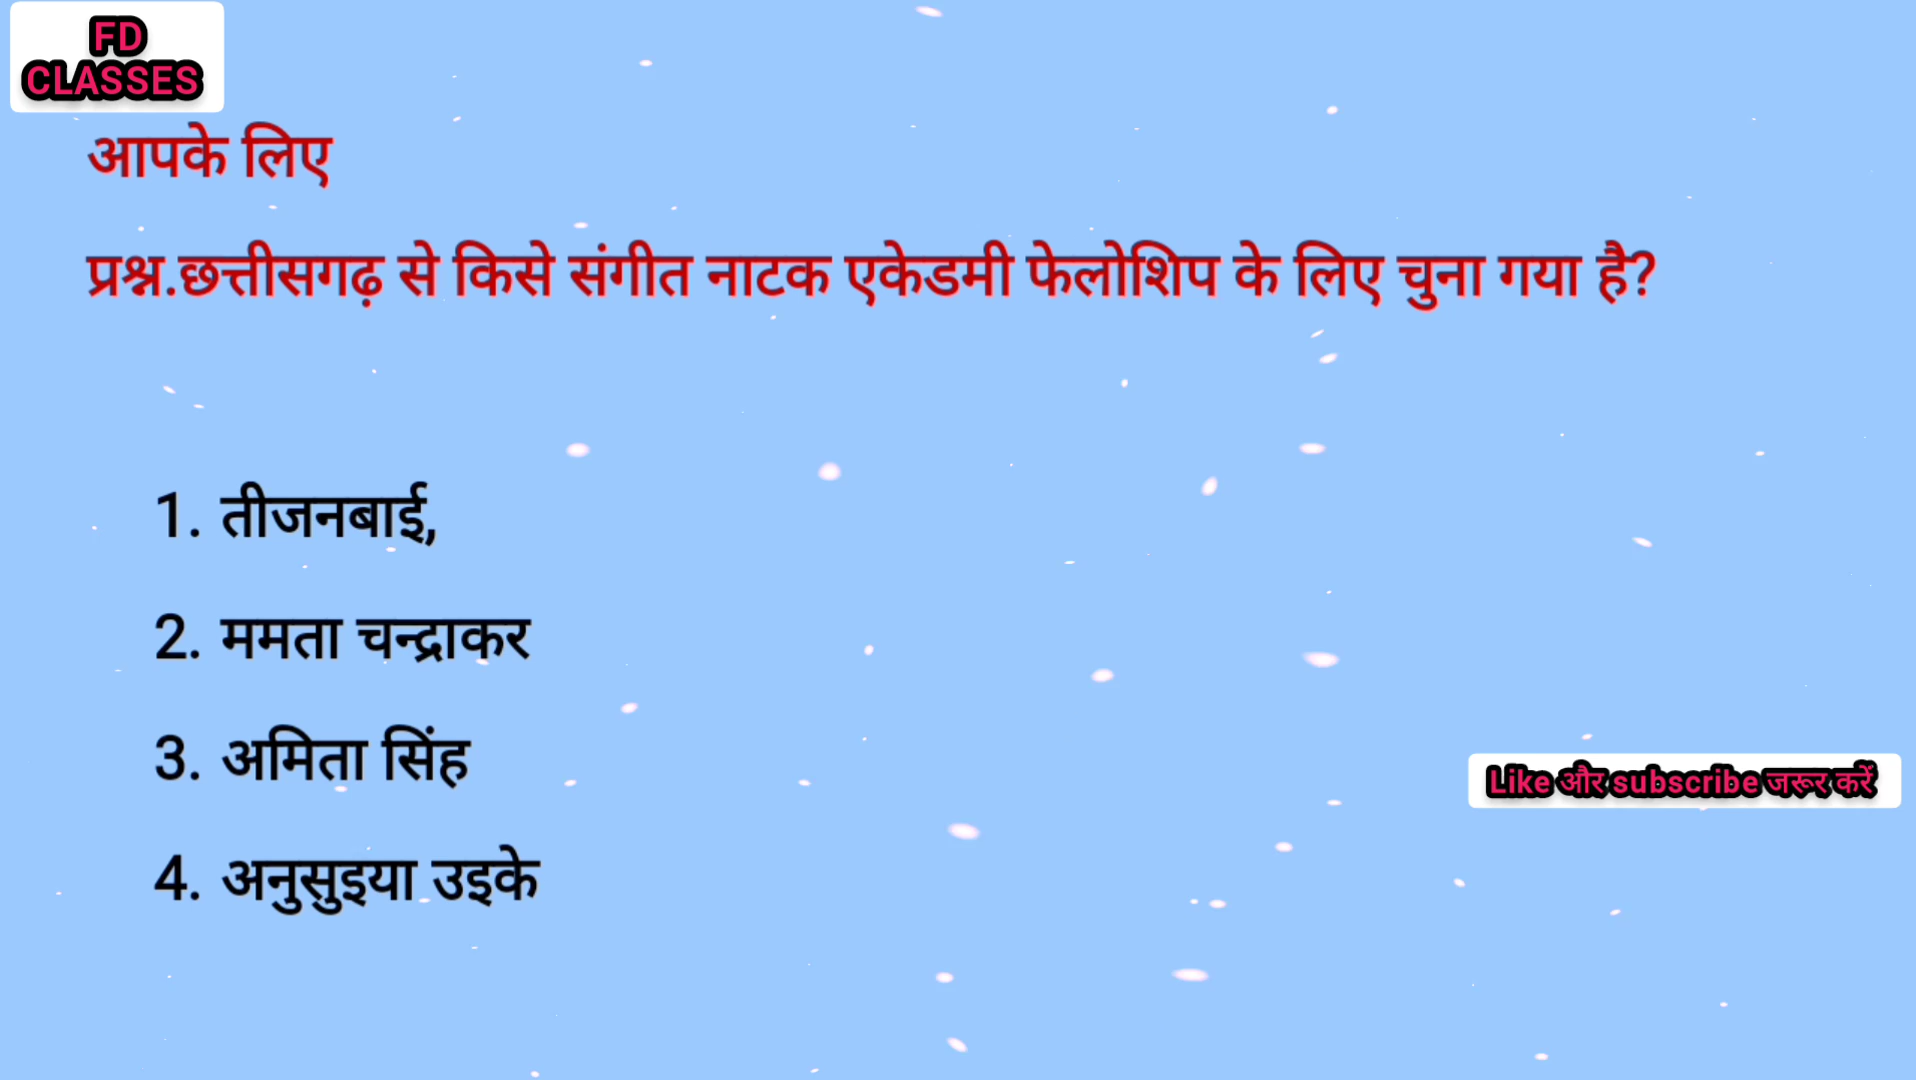 FD
CLASSES
आपके लिए
प्रश्न.छत्तीसगढ़ से किसे संगीत नाटक एकेडमी फेलोशिप के लिए चुना गया है?
1. तीजनबाई,
2. ममता चन्द्राकर
3. अमिता सिंह
Like और subscribe जरूर करें
4. अनुसुइया उइके